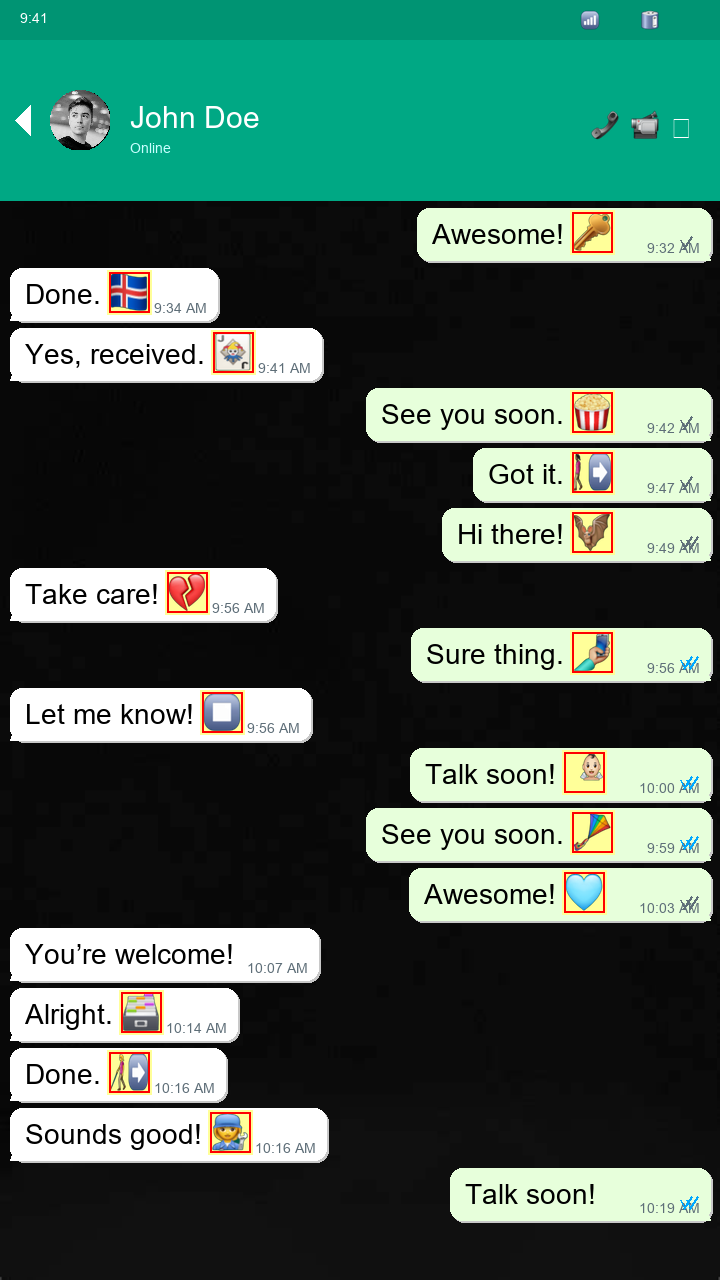 9:41
John Doe
Online
Awesome! 🔑 9:32 AM
Done. 🇮🇸 9:34 AM
Yes, received. 🃏 9:41 AM
See you soon. 🍿 9:42 AM
Got it. 9:47 AM
Hi there! 🦇 9:49 AM
Take care! 💔 9:56 AM
Sure thing. 🤳 9:56 AM
Let me know! ⏹️ 9:56 AM
Talk soon! 👶🏻 10:00 AM
See you soon. 🪁 9:59 AM
Awesome! 🩵 10:03 AM
You’re welcome! 10:07 AM
Alright. 🗃️ 10:14 AM
Done. 10:16 AM
Sounds good! 👩‍🔧 10:16 AM
Talk soon! 10:19 AM